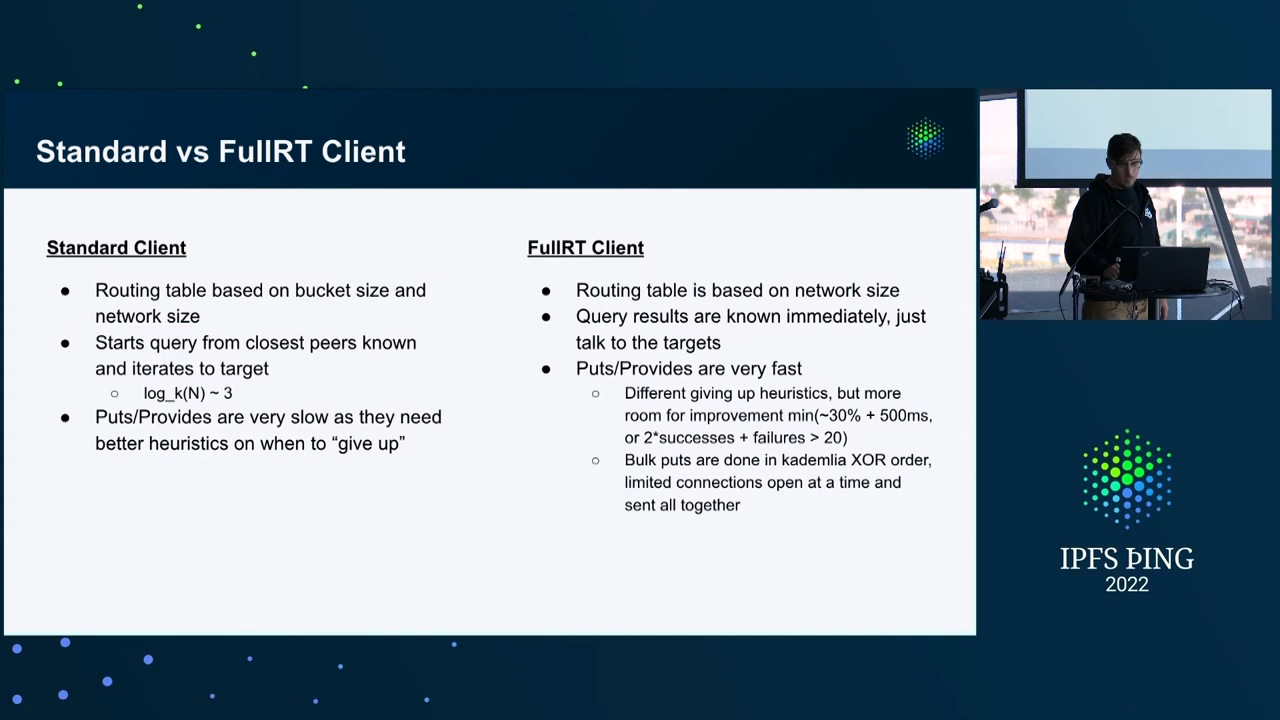 Standard vs FullRT Client
Standard Client
● Routing table based on bucket size and
network size
● Starts query from closest peers known
and iterates to target
○ log_k(N) ~ 3
● Puts/Provides are very slow as they need
better heuristics on when to “give up”
FullRT Client
● Routing table is based on network size
● Query results are known immediately, just
talk to the targets
● Puts/Provides are very fast
○ Different giving up heuristics, but more
room for improvement min(~30% + 500ms,
or 2*successes + failures > 20)
○ Bulk puts are done in kademlia XOR order,
limited connections open at a time and
sent all together
IPFS ÞING
2022